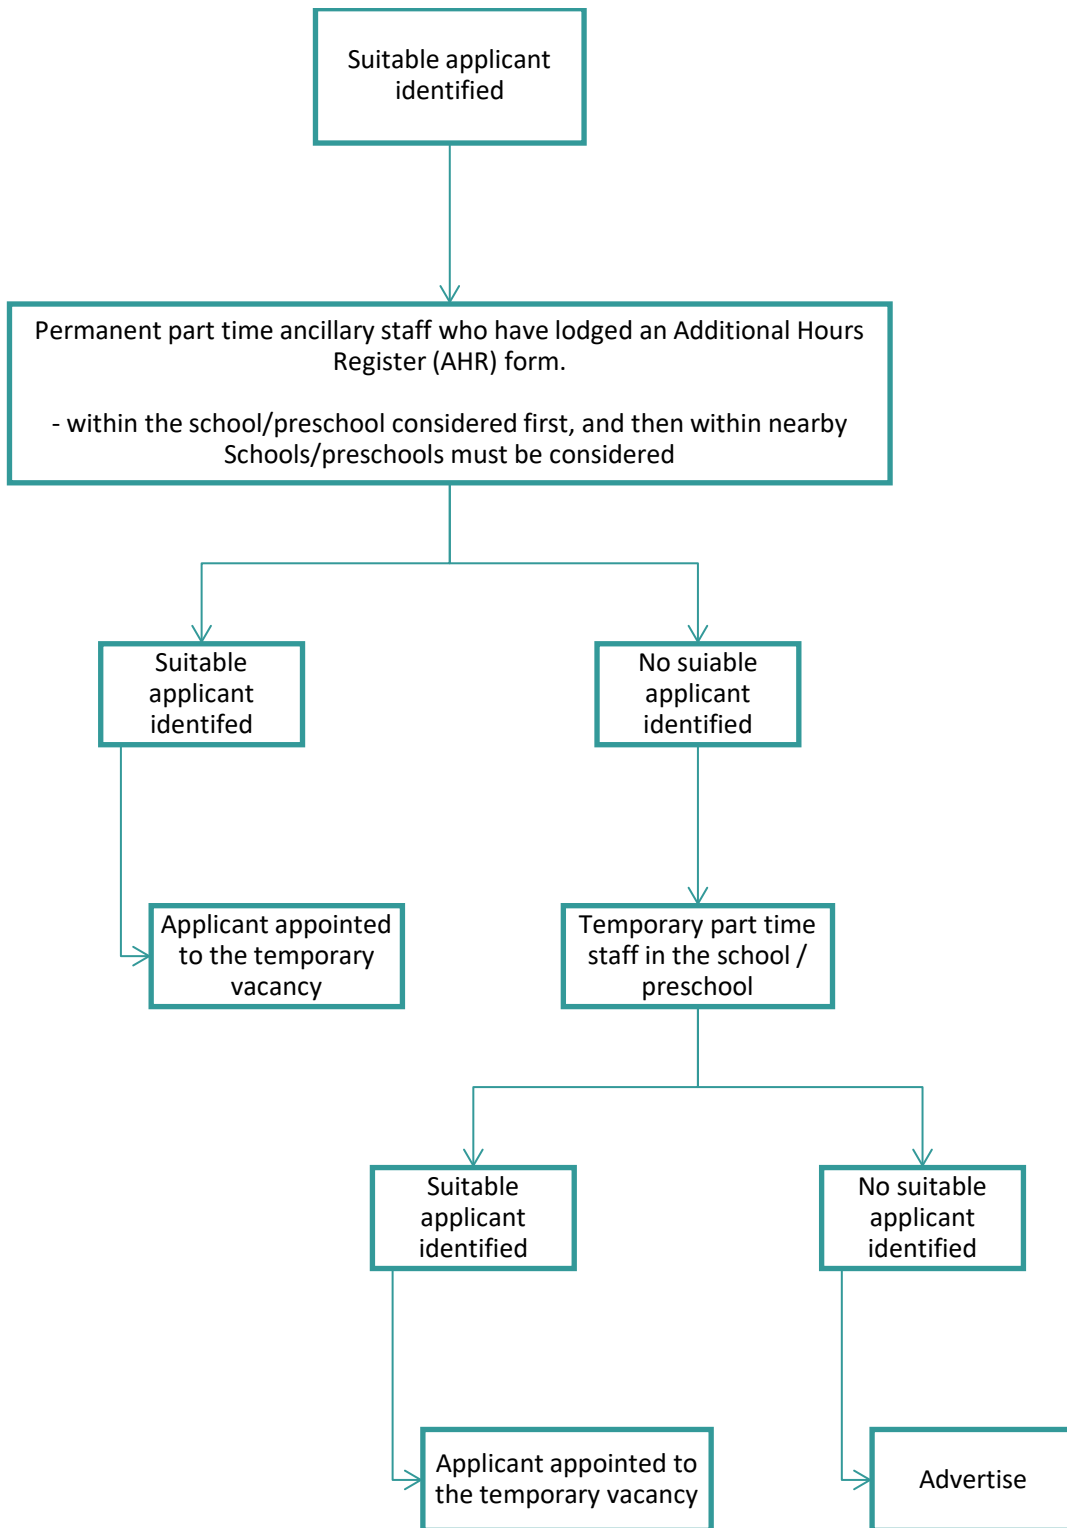 Suitable applicant
identified
Permanent part time ancillary staff who have lodged an Additional Hours
Register (AHR) form.
- within the school/preschool considered first, and then within nearby
Schools/preschools must be considered
Suitable
applicant
identifed
No suiable
applicant
identified
Applicant appointed
to the temporary
vacancy
Temporary part time
staff in the school /
preschool
Suitable
applicant
identified
No suitable
applicant
identified
Applicant appointed to
the temporary vacancy
Advertise